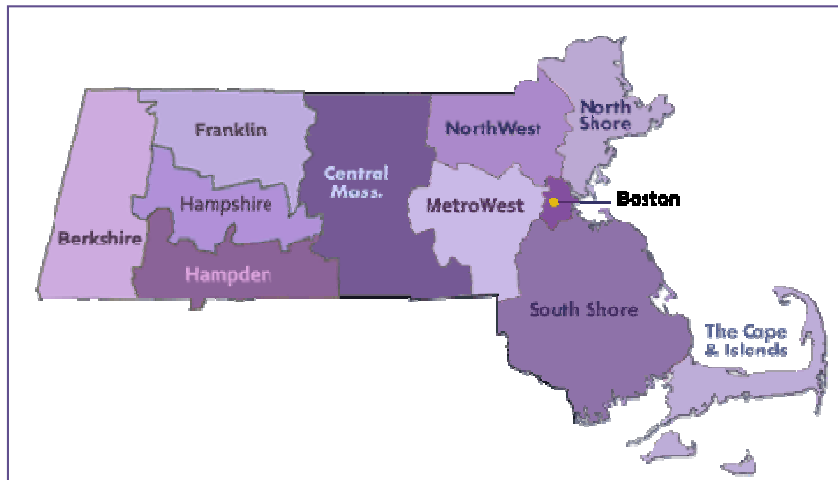 North
Shore
NorthWest
Franklin
Central
Mass.
Boston
Hampshire
MetroWest
Berkshire
Hampden
South Shore
The Cape
& Islands